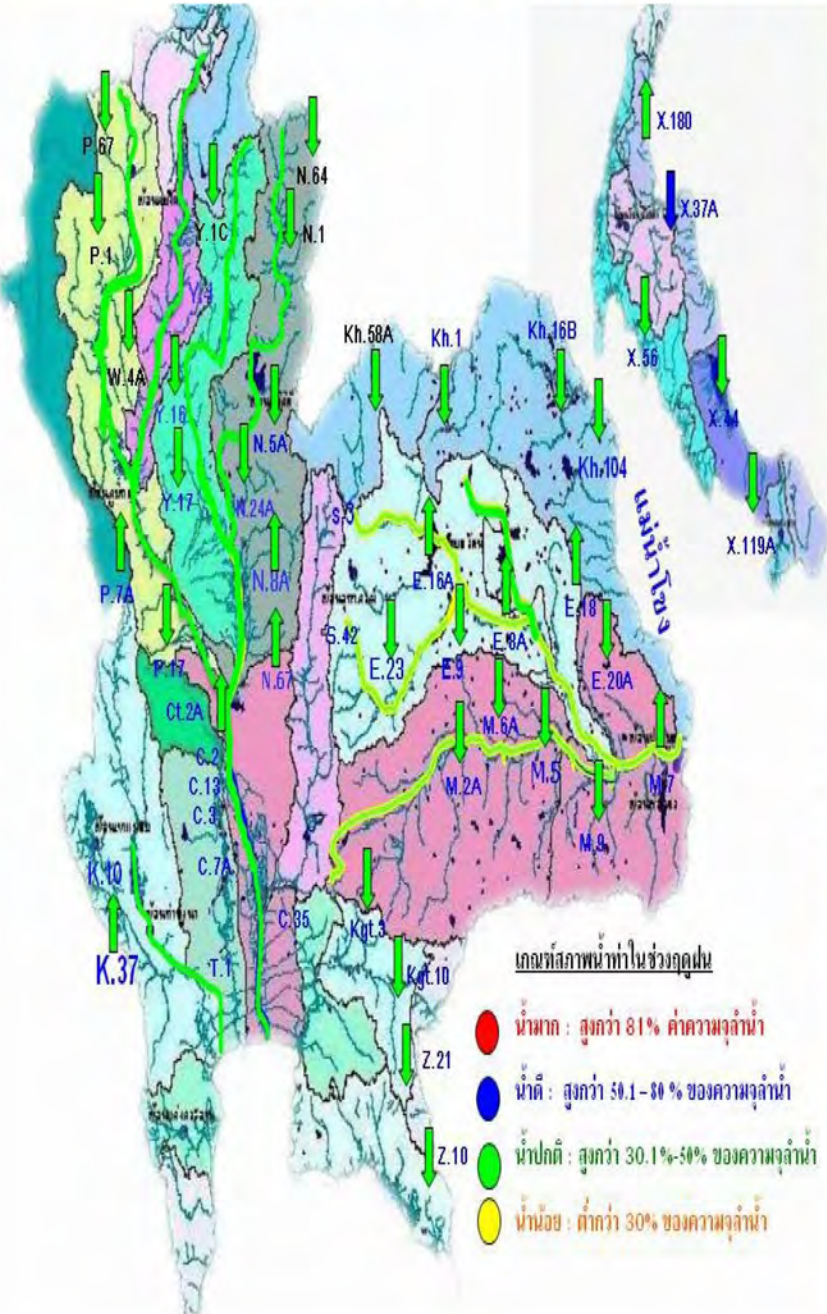 X.180
P.67
N.64
X.37A
Y.1C
N.1
P.1
Kh.58A
Kh.1
Kh.16B
X.56
W.4A
Y.16
X.44
N.5A
Kh.104
Y.17
N.24A
แม่น้ำโขง
X.119A
S.3
P.7A
N.8A
E.16A
E.18
S.42
E.8A
P.17
N.67
E.23
E.9
E.20A
Ct.2A
M.6A
C.2
M.5
M.7
C.13
M.2A
C.3
M.9
C.7A
K.10
C.35
Kgt.3
K.37
T.1
Kgt.10
Z.21
Z.10
เกณฑ์สภาพน้ำท่าในช่วงฤดูฝน
น้ำมาก : สูงกว่า 81% ค่าความจุลำน้ำ
น้ำดี : สูงกว่า 50.1 - 80 % ของความจุลำน้ำ
น้ำปกติ : สูงกว่า 30.1%-50% ของความจุลำน้ำ
น้ำน้อย : ต่ำกว่า 30% ของความจุลำน้ำ